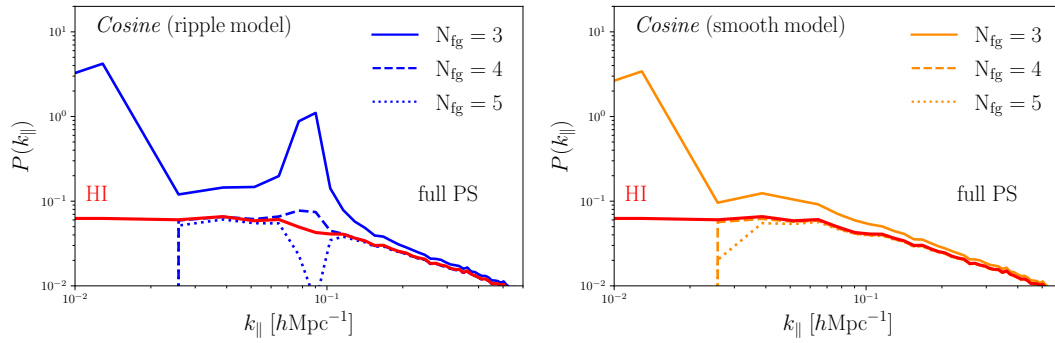 Cosine (ripple model)
N_fg = 3
N_fg = 4
N_fg = 5
HI
full PS
10^1
10^0
10^−1
10^−2
P(k_∥)
10^−2
10^−1
k_∥ [hMpc^−1]
Cosine (smooth model)
N_fg = 3
N_fg = 4
N_fg = 5
HI
full PS
10^1
10^0
10^−1
10^−2
P(k_∥)
10^−2
10^−1
k_∥ [hMpc^−1]